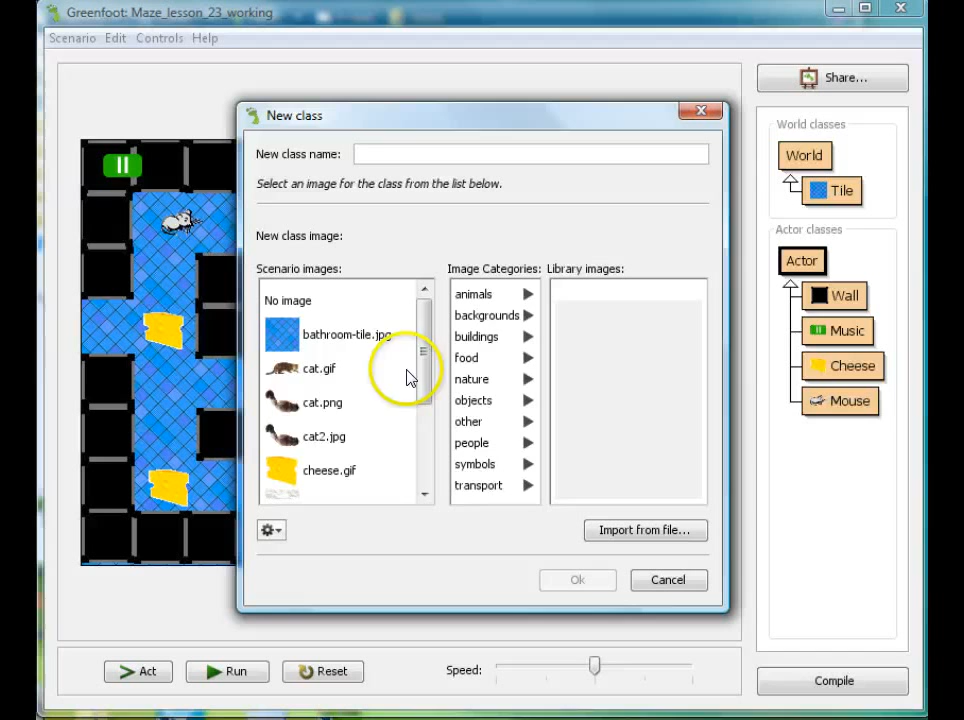 Greenfoot: Maze_lesson_23_working
Scenario Edit Controls Help
Share...
New class
New class name:
Select an image for the class from the list below.
New class image:
Scenario images:
Image Categories:
Library images:
No image
bathroom-tile.jpg
cat.gif
cat.png
cat2.jpg
cheese.gif
animals
backgrounds
buildings
food
nature
objects
other
people
symbols
transport
Import from file...
Ok
Cancel
World classes
World
Tile
Actor classes
Actor
Wall
Music
Cheese
Mouse
Act
Run
Reset
Speed:
Compile